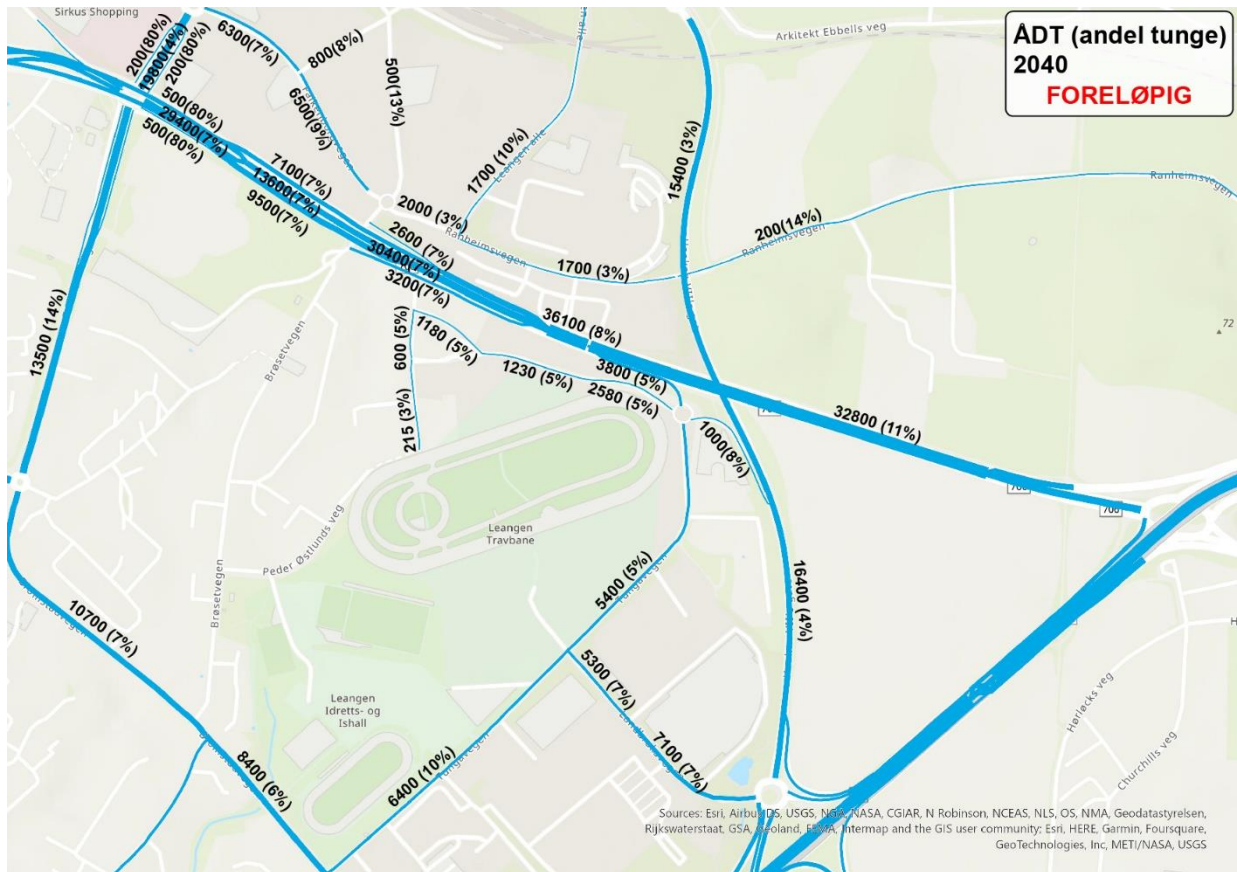 Sirkus Shopping
Arkitekt Ebbells veg
ÅDT (andel tunge)
2040
FORELØPIG
200(80%)
19800(4%)
200(80%)
6300(7%)
800(8%)
500(13%)
6500(9%)
500(80%)
29400(7%)
500(80%)
7100(7%)
13600(7%)
9500(7%)
1700 (10%)
Leangen alle
15400 (3%)
Ranheimsvegen
2000 (3%)
Ranheimsvegen
200(14%)
Ranheimsvegen
2600 (7%)
30400(7%)
3200(7%)
1700 (3%)
13500 (14%)
Brøsetvegen
36100 (8%)
72
600 (5%)
1180 (5%)
1230 (5%)
3800 (5%)
2580 (5%)
215 (3%)
1000(8%)
32800 (11%)
706
706
Leangen
Travbane
Peder Østlunds veg
Brøsetvegen
5400 (5%)
Tungavegen
16400 (4%)
10700 (7%)
5300 (7%)
7100 (7%)
Leangen
Idretts- og
Ishall
8400 (6%)
6400 (10%)
Tungavegen
Hørløcks veg
Churchills veg
H
Sources: Esri, Airbus DS, USGS, NGA, NASA, CGIAR, N Robinson, NCEAS, NLS, OS, NMA, Geodatastyrelsen,
Rijkswaterstaat, GSA, Geoland, FEMA, Intermap and the GIS user community; Esri, HERE, Garmin, Foursquare,
GeoTechnologies, Inc, METI/NASA, USGS